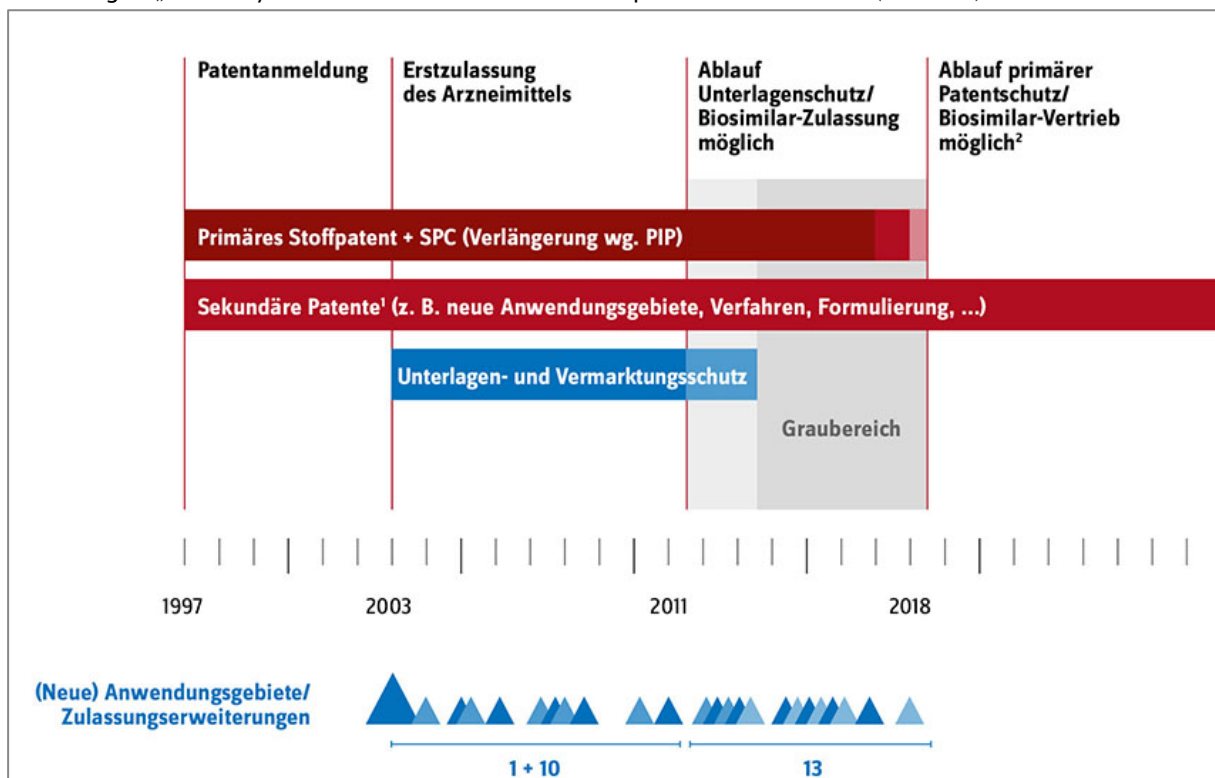 Patentanmeldung
Erstzulassung
des Arzneimittels
Ablauf
Unterlagenschutz/
Biosimilar-Zulassung
möglich
Ablauf primärer
Patentschutz/
Biosimilar-Vertrieb
möglich²
Primäres Stoffpatent + SPC (Verlängerung wg. PIP)
Sekundäre Patente¹ (z. B. neue Anwendungsgebiete, Verfahren, Formulierung, ...)
Unterlagen- und Vermarktungsschutz
Graubereich
1997
2003
2011
2018
(Neue) Anwendungsgebiete/
Zulassungserweiterungen
1 + 10
13